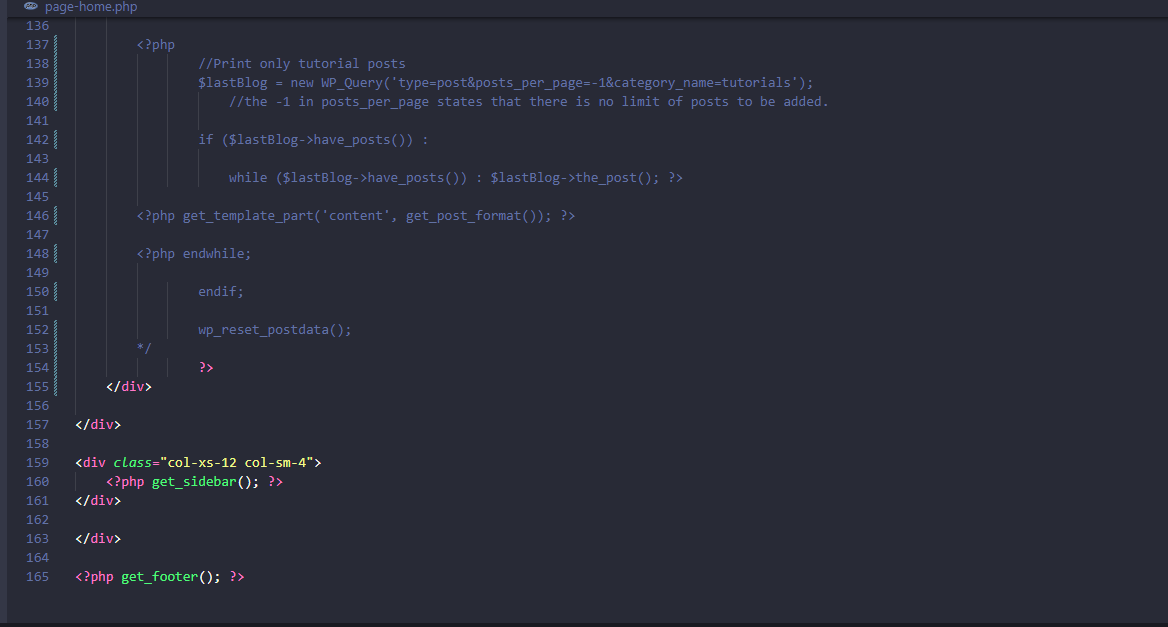 page-home.php
136
137 <?php
138 //Print only tutorial posts
139 $lastBlog = new WP_Query('type=post&posts_per_page=-1&category_name=tutorials');
140 //the -1 in posts_per_page states that there is no limit of posts to be added.
141
142 if ($lastBlog->have_posts()) :
143
144 while ($lastBlog->have_posts()) : $lastBlog->the_post(); ?>
145
146 <?php get_template_part('content', get_post_format()); ?>
147
148 <?php endwhile;
149
150 endif;
151
152 wp_reset_postdata();
153 */
154 ?>
155 </div>
156
157 </div>
158
159 <div class="col-xs-12 col-sm-4">
160 <?php get_sidebar(); ?>
161 </div>
162
163 </div>
164
165 <?php get_footer(); ?>